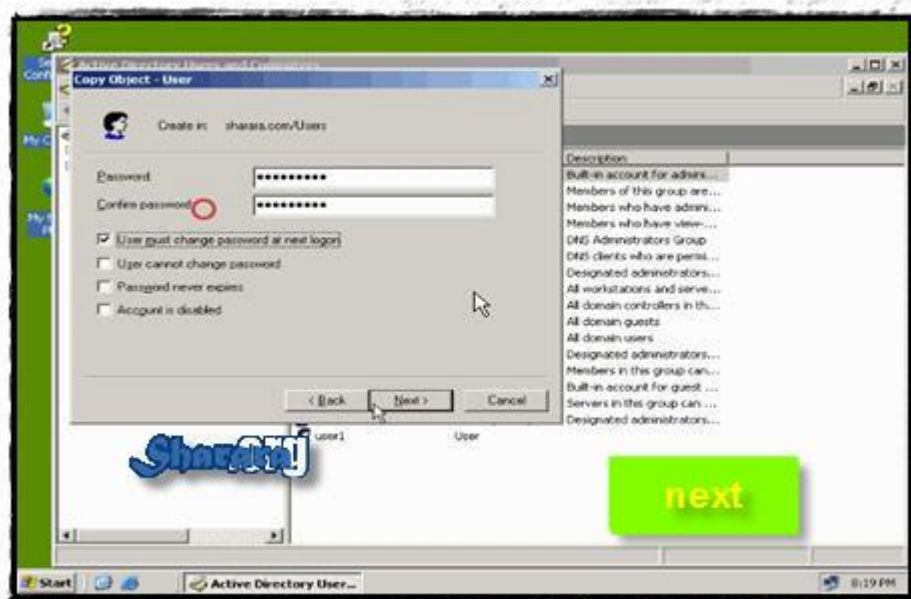 Active Directory Users and Computers
Copy Object - User
Create in: sharara.com/Users
Password:
Confirm password:
User must change password at next logon
User cannot change password
Password never expires
Account is disabled
< Back
Next >
Cancel
Description
Built-in account for admini...
Members of this group are...
Members who have admini...
Members who have view-...
DNS Administrators Group
DNS clients who are permi...
Designated administrators...
All workstations and serve...
All domain controllers in th...
All domain guests
All domain users
Designated administrators...
Members in this group can...
Built-in account for guest ...
Servers in this group can ...
Designated administrators...
user1 User
Sharara
.org
next
Start
Active Directory User...
8:19 PM